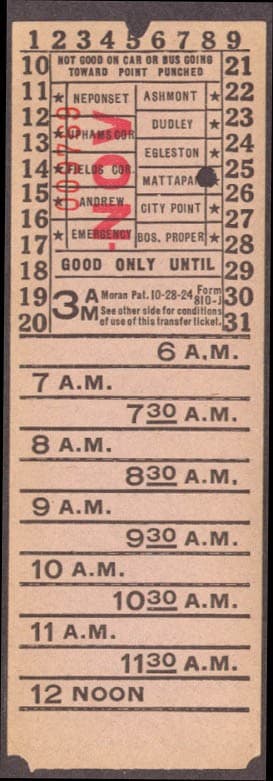 1 2 3 4 5 6 7 8 9
10 NOT GOOD ON CAR OR BUS GOING 21
TOWARD POINT PUNCHED
11 ★ NEPONSET ASHMONT ★ 22
12 DUDLEY ★ 23
13 ★ UPHAMS COR. EGLESTON ★ 24
14 ★ FIELDS COR. MATTAPAN 25
15 ★ ANDREW CITY POINT ★ 26
16 27
17 ★ EMERGENCY BOS. PROPER ★ 28
NOV.
18 GOOD ONLY UNTIL 29
19 3 AM Moran Pat. 10-28-24 Form 810-J 30
See other side for conditions
20 of use of this transfer ticket. 31
6 A.M.
7 A.M.
7 30 A.M.
8 A.M.
8 30 A.M.
9 A.M.
9 30 A.M.
10 A.M.
10 30 A.M.
11 A.M.
11 30 A.M.
12 NOON